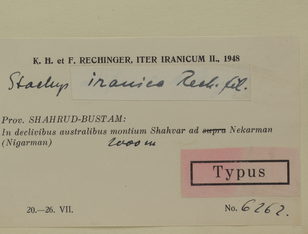 K. H. et F. RECHINGER, ITER IRANICUM II., 1948
Stachys iranica Rech. fil.
Prov. SHAHRUD-BUSTAM:
In declivibus australibus montium Shahvar ad supra Nekarman
(Nigarman) 2000 m
Typus
20.—26. VII. No. 6262.